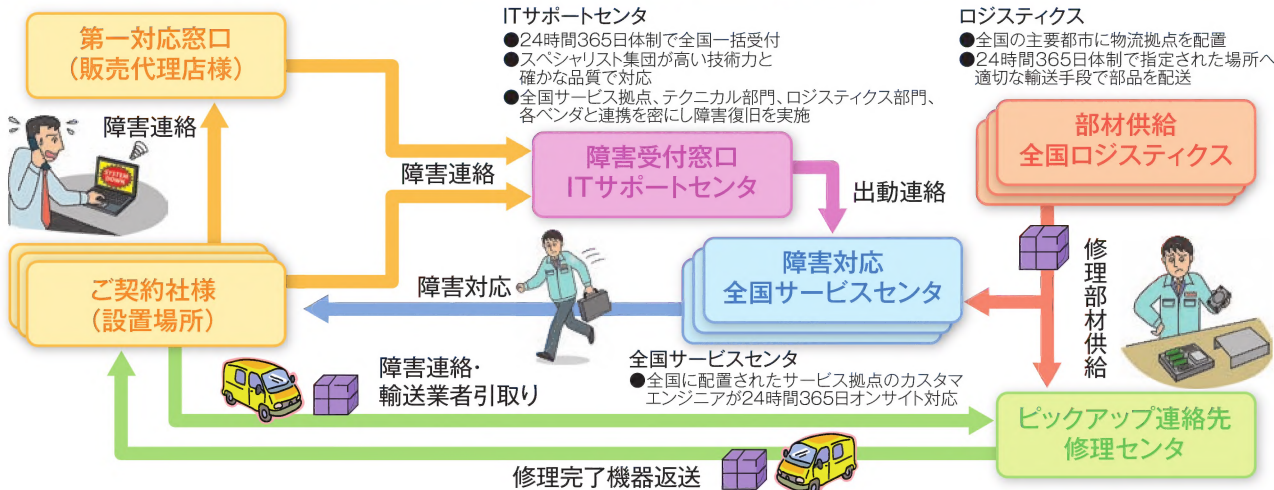 第一対応窓口
（販売代理店様）
障害連絡
SYSTEM
DOWN
ITサポートセンタ
●24時間365日体制で全国一括受付
●スペシャリスト集団が高い技術力と
確かな品質で対応
●全国サービス拠点、テクニカル部門、ロジスティクス部門、
各ベンダと連携を密にし障害復旧を実施
ロジスティクス
●全国の主要都市に物流拠点を配置
●24時間365日体制で指定された場所へ
適切な輸送手段で部品を配送
障害連絡
障害受付窓口
ITサポートセンタ
出動連絡
部材供給
全国ロジスティクス
ご契約社様
（設置場所）
障害対応
障害対応
全国サービスセンタ
修理部材供給
全国サービスセンタ
●全国に配置されたサービス拠点のカスタマ
エンジニアが24時間365日オンサイト対応
障害連絡・
輸送業者引取り
ピックアップ連絡先
修理センタ
修理完了機器返送